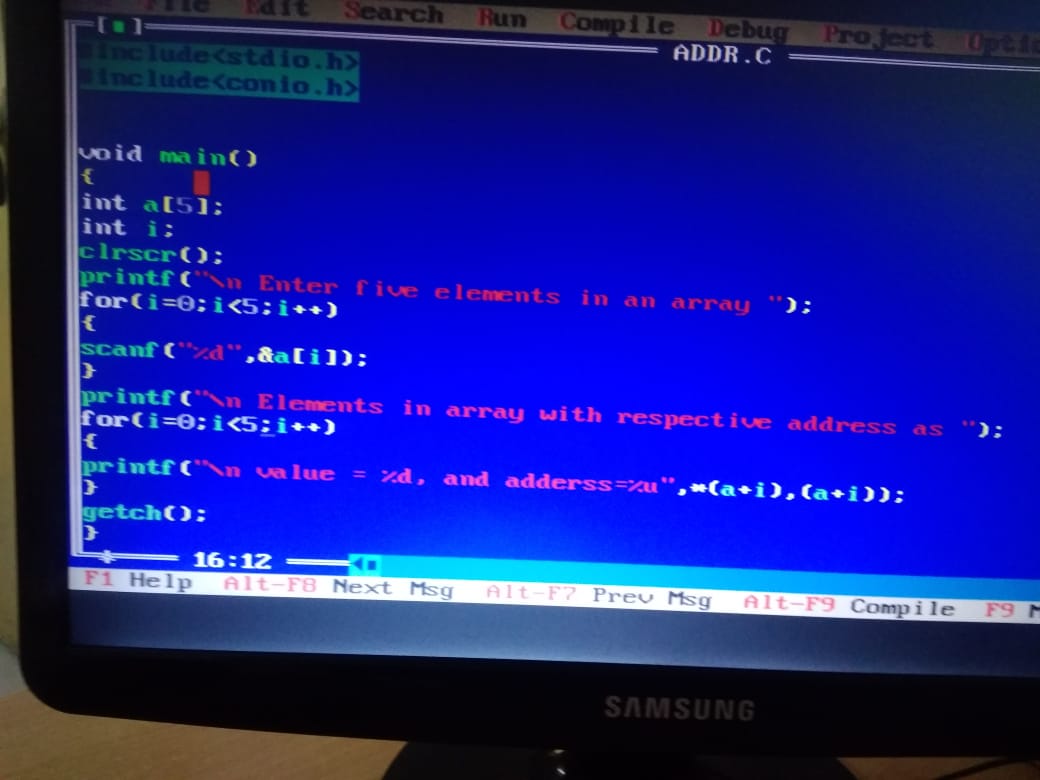 File Edit Search Run Compile Debug Project
ADDR.C
#include<stdio.h>
#include<conio.h>
void main()
{
int a[5];
int i;
clrscr();
printf("\n Enter five elements in an array ");
for(i=0;i<5;i++)
{
scanf("%d",&a[i]);
}
printf("\n Elements in array with respective address as ");
for(i=0;i<5;i++)
{
printf("\n value = %d, and adderss=%u",*(a+i),(a+i));
}
getch();
}
16:12
F1 Help Alt-F8 Next Msg Alt-F7 Prev Msg Alt-F9 Compile F9
SAMSUNG